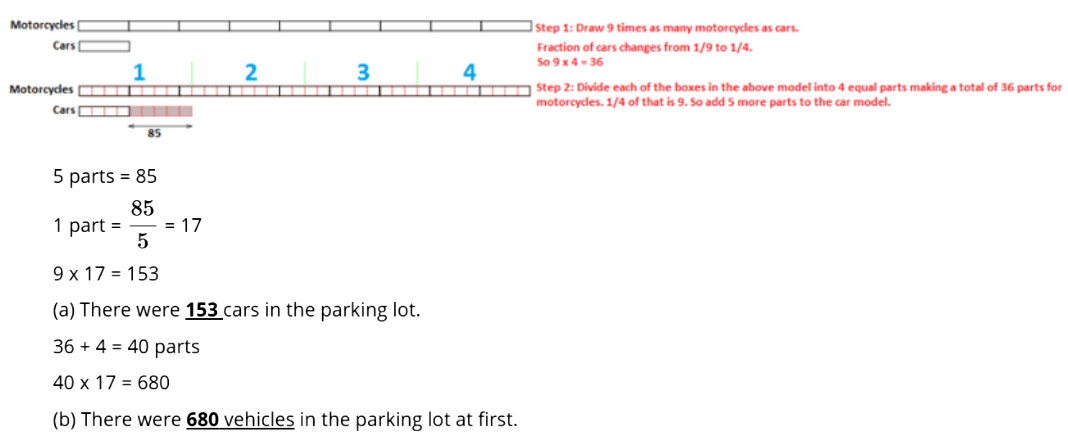 Motorcycles
Step 1: Draw 9 times as many motorcycles as cars.
Cars
Fraction of cars changes from 1/9 to 1/4.
So 9 x 4 = 36
1 2 3 4
Motorcycles
Step 2: Divide each of the boxes in the above model into 4 equal parts making a total of 36 parts for
motorcycles. 1/4 of that is 9. So add 5 more parts to the car model.
Cars
85
5 parts = 85
1 part = 85/5 = 17
9 x 17 = 153
(a) There were 153 cars in the parking lot.
36 + 4 = 40 parts
40 x 17 = 680
(b) There were 680 vehicles in the parking lot at first.